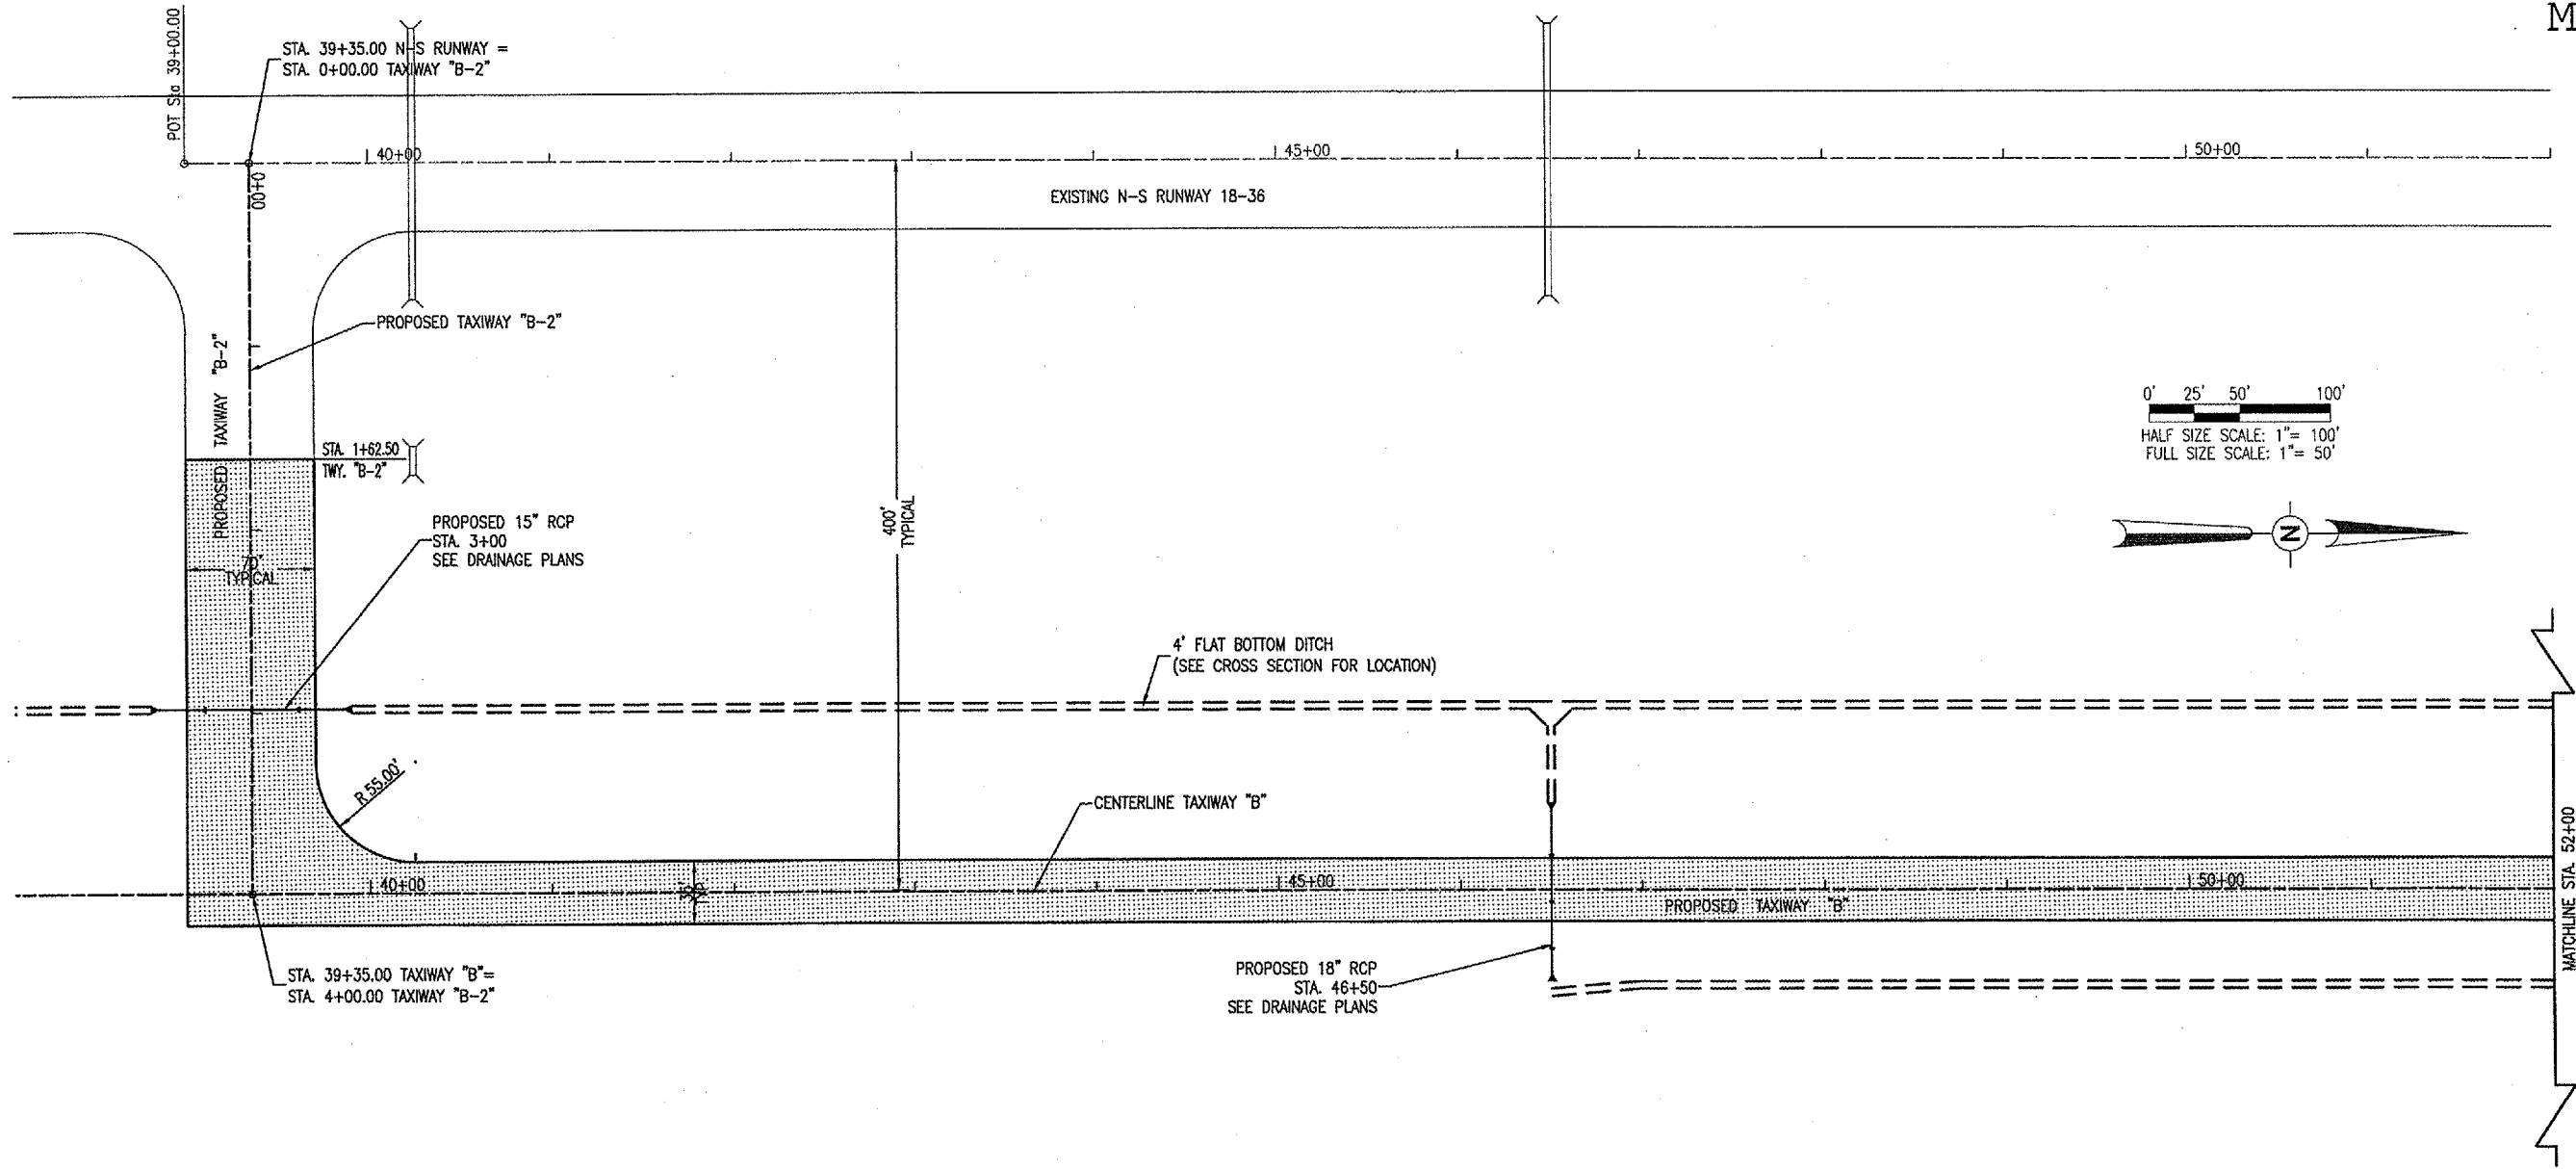 M
POT Sta 39+00.00
STA. 39+35.00 N-S RUNWAY =
STA. 0+00.00 TAXIWAY "B-2"
40+00
45+00
50+00
0+00
EXISTING N-S RUNWAY 18-36
PROPOSED TAXIWAY "B-2"
PROPOSED TAXIWAY "B-2"
STA. 1+62.50
TWY. "B-2"
0' 25' 50' 100'
HALF SIZE SCALE: 1"= 100'
FULL SIZE SCALE: 1"= 50'
N
400'
TYPICAL
PROPOSED 15" RCP
STA. 3+00
SEE DRAINAGE PLANS
70'
TYPICAL
4' FLAT BOTTOM DITCH
(SEE CROSS SECTION FOR LOCATION)
R 55.00'
CENTERLINE TAXIWAY "B"
40+00
45+00
50+00
PROPOSED TAXIWAY "B"
MATCHLINE STA. 52+00
STA. 39+35.00 TAXIWAY "B"=
STA. 4+00.00 TAXIWAY "B-2"
PROPOSED 18" RCP
STA. 46+50
SEE DRAINAGE PLANS